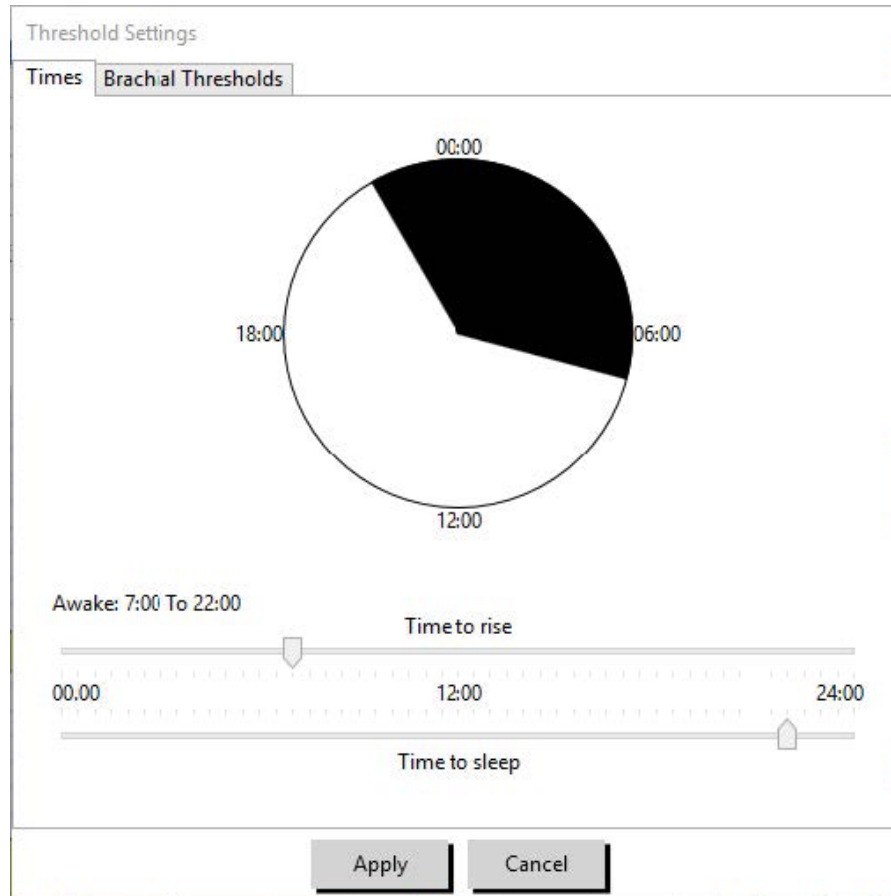 Threshold Settings
Times Brachial Thresholds
00:00
18:00 06:00
12:00
Awake: 7:00 To 22:00
Time to rise
00.00 12:00 24:00
Time to sleep
Apply Cancel